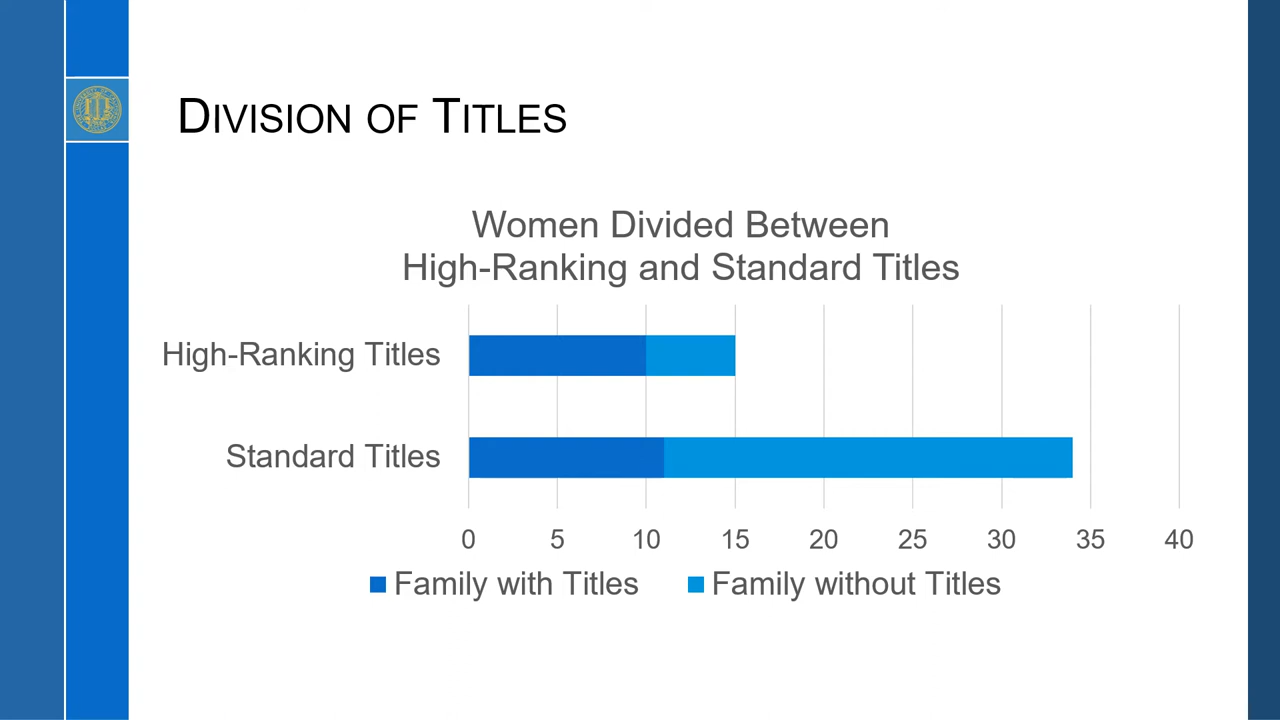 DIVISION OF TITLES
Women Divided Between
High-Ranking and Standard Titles
High-Ranking Titles
Standard Titles
0 5 10 15 20 25 30 35 40
Family with Titles Family without Titles